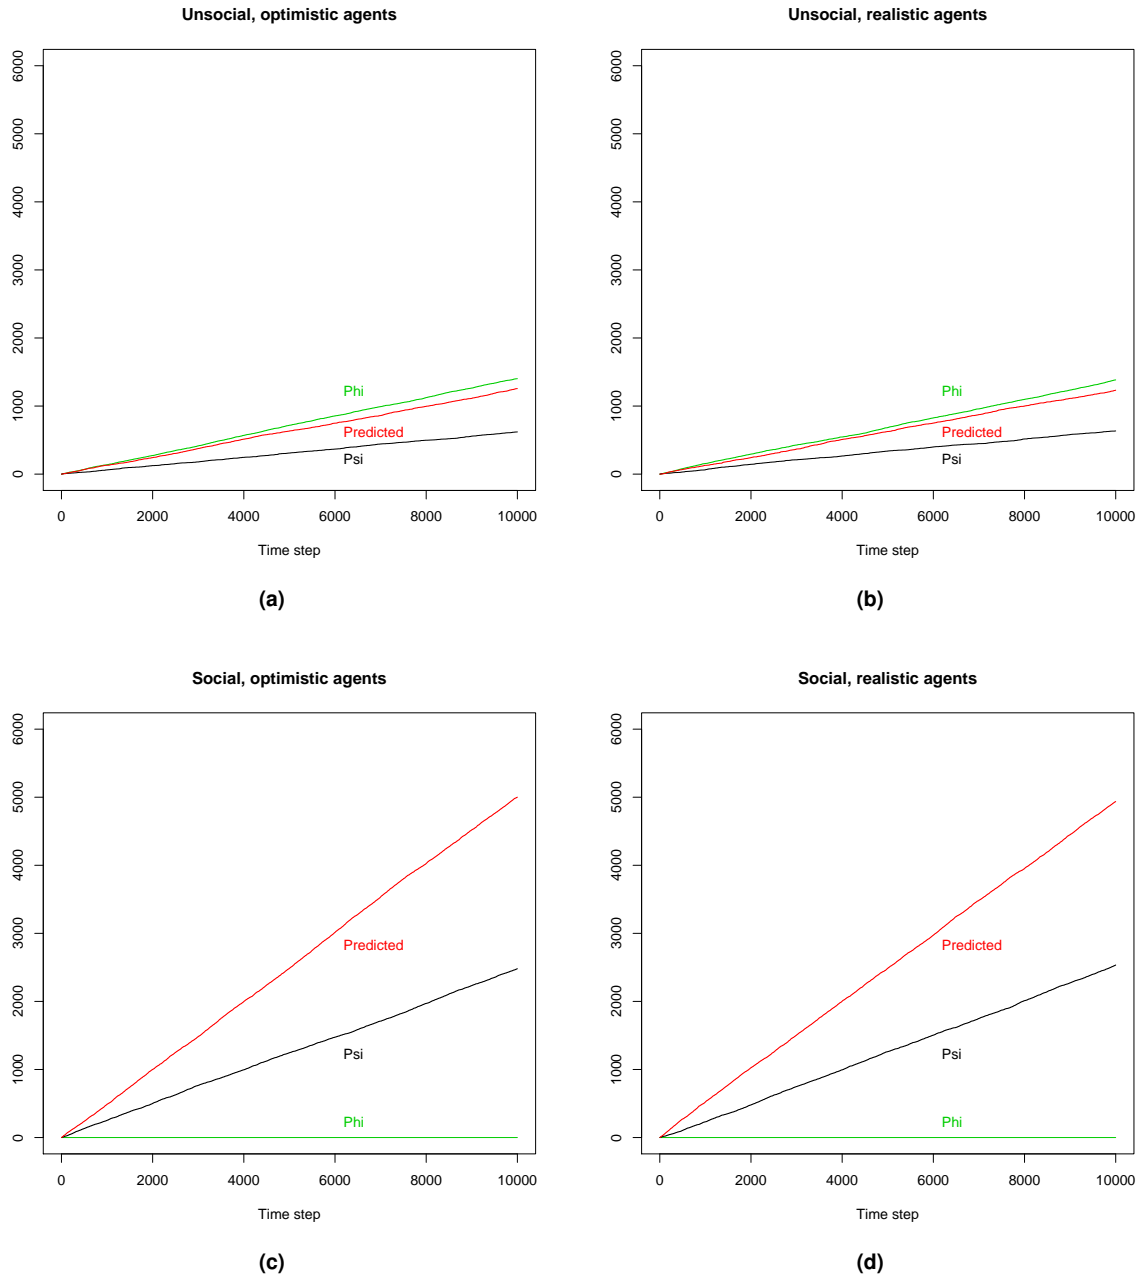 Unsocial, optimistic agents
6000
5000
4000
3000
2000
1000
0
Phi
Predicted
Psi
0 2000 4000 6000 8000 10000
Time step
(a)
Unsocial, realistic agents
6000
5000
4000
3000
2000
1000
0
Phi
Predicted
Psi
0 2000 4000 6000 8000 10000
Time step
(b)
Social, optimistic agents
6000
5000
4000
3000
2000
1000
0
Predicted
Psi
Phi
0 2000 4000 6000 8000 10000
Time step
(c)
Social, realistic agents
6000
5000
4000
3000
2000
1000
0
Predicted
Psi
Phi
0 2000 4000 6000 8000 10000
Time step
(d)